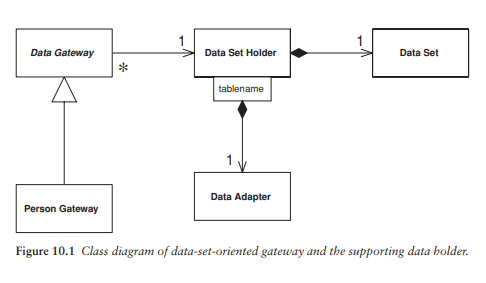 1
1
Data Gateway
Data Set Holder
Data Set
*
tablename
1
Data Adapter
Person Gateway
Figure 10.1 Class diagram of data-set-oriented gateway and the supporting data holder.